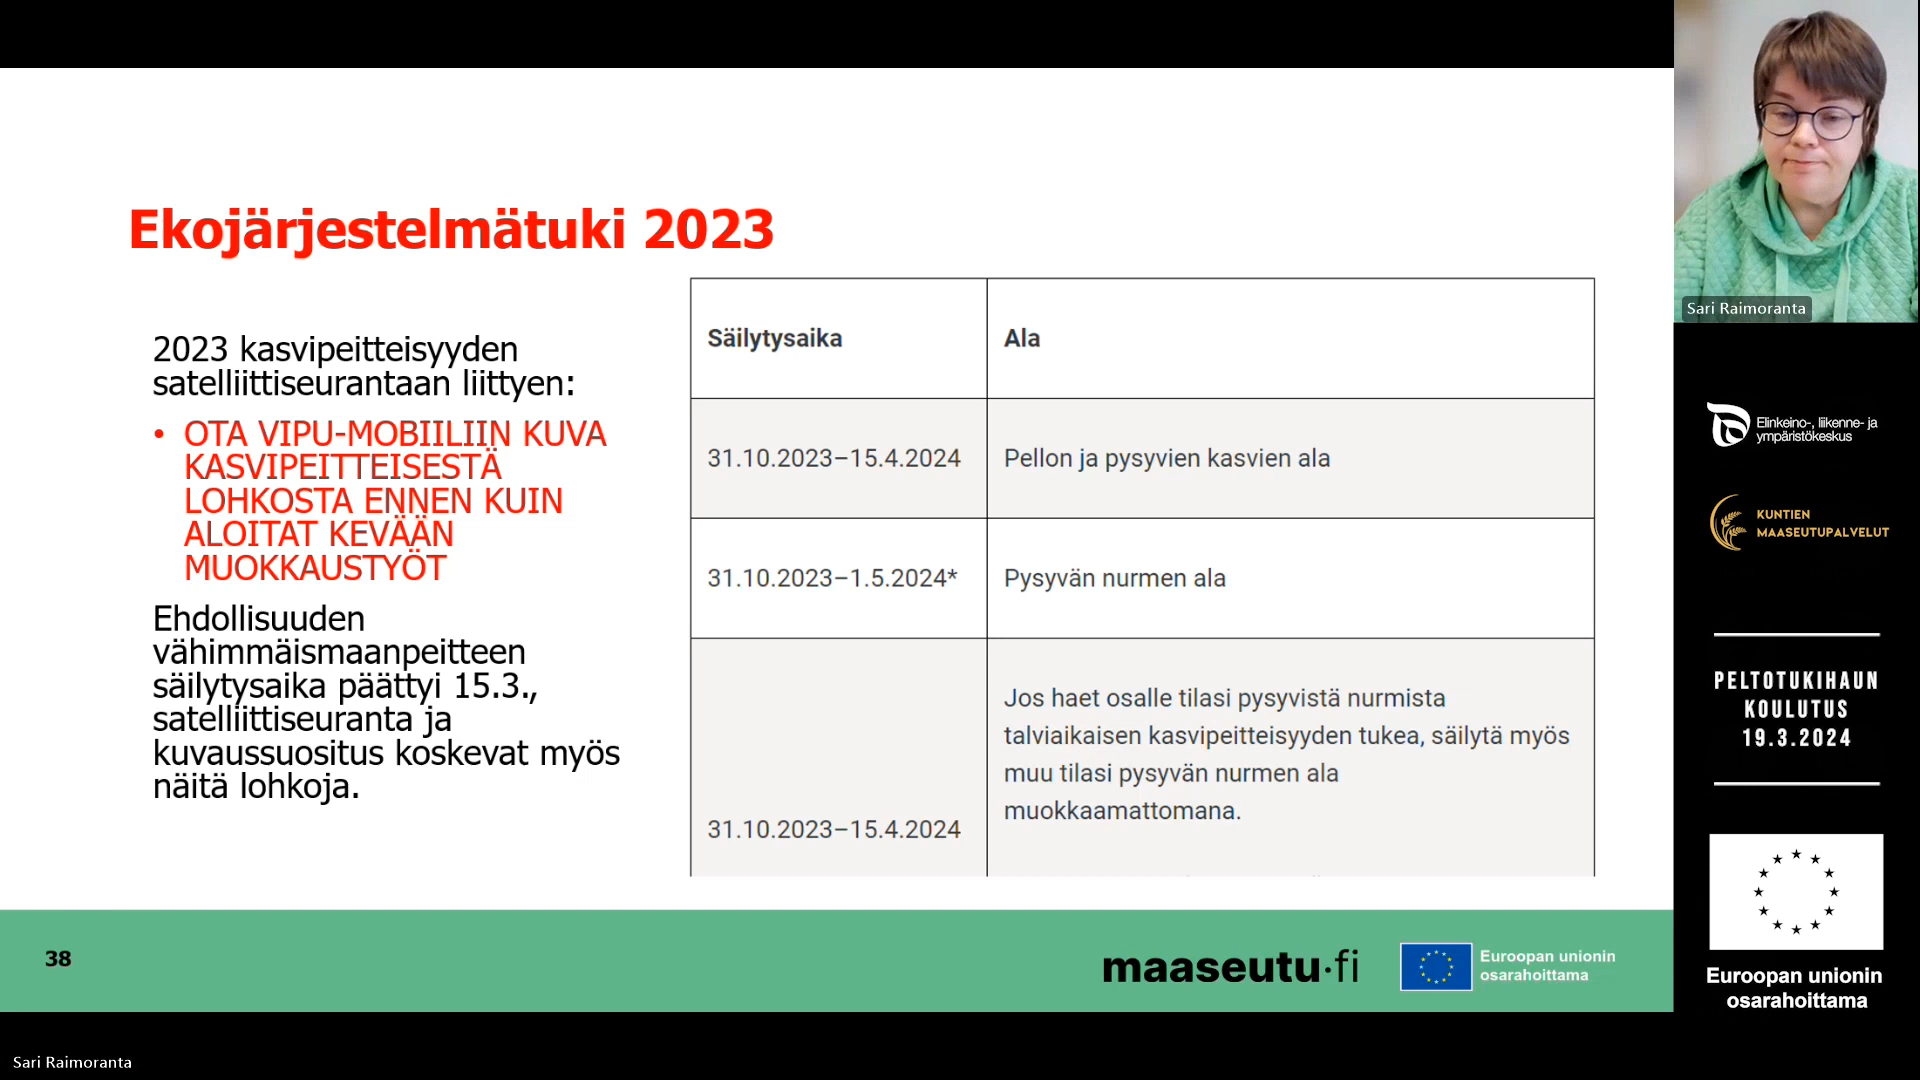 Ekojärjestelmätuki 2023
2023 kasvipeitteisyyden
satelliittiseurantaan liittyen:
• OTA VIPU-MOBIILIIN KUVA
KASVIPEITTEISESTÄ
LOHKOSTA ENNEN KUIN
ALOITAT KEVÄÄN
MUOKKAUSTYÖT
Ehdollisuuden
vähimmäismaanpeitteen
säilytysaika päättyi 15.3.,
satelliittiseuranta ja
kuvaussuositus koskevat myös
näitä lohkoja.
Säilytysaika Ala
31.10.2023–15.4.2024 Pellon ja pysyvien kasvien ala
31.10.2023–1.5.2024* Pysyvän nurmen ala
31.10.2023–15.4.2024
Jos haet osalle tilasi pysyvistä nurmista
talviaikaisen kasvipeitteisyyden tukea, säilytä myös
muu tilasi pysyvän nurmen ala
muokkaamattomana.
38
maaseutu.fi
Euroopan unionin
osarahoittama
Sari Raimoranta
Elinkeino-, liikenne- ja
ympäristökeskus
KUNTIEN
MAASEUTUPALVELUT
PELTOTUKIHAUN
KOULUTUS
19.3.2024
Euroopan unionin
osarahoittama
Sari Raimoranta